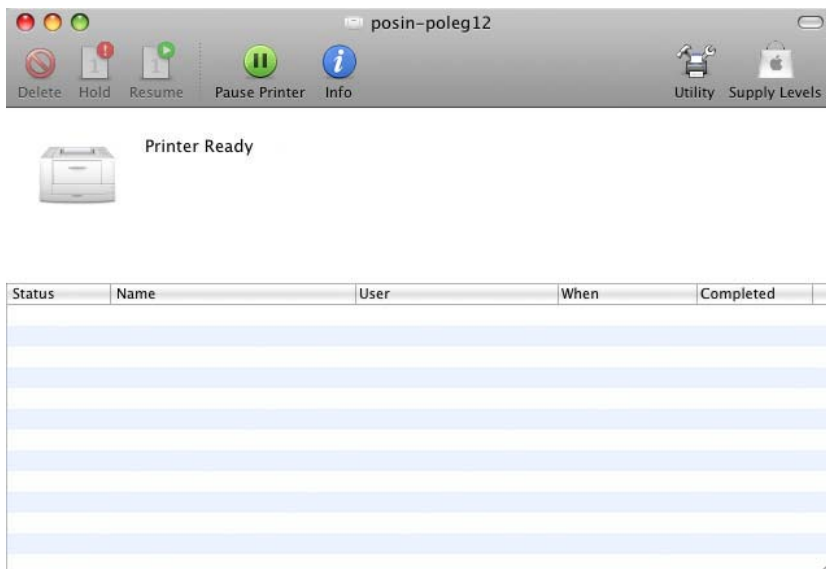 posin-poleg12
Delete Hold Resume Pause Printer Info Utility Supply Levels
Printer Ready
Status Name User When Completed